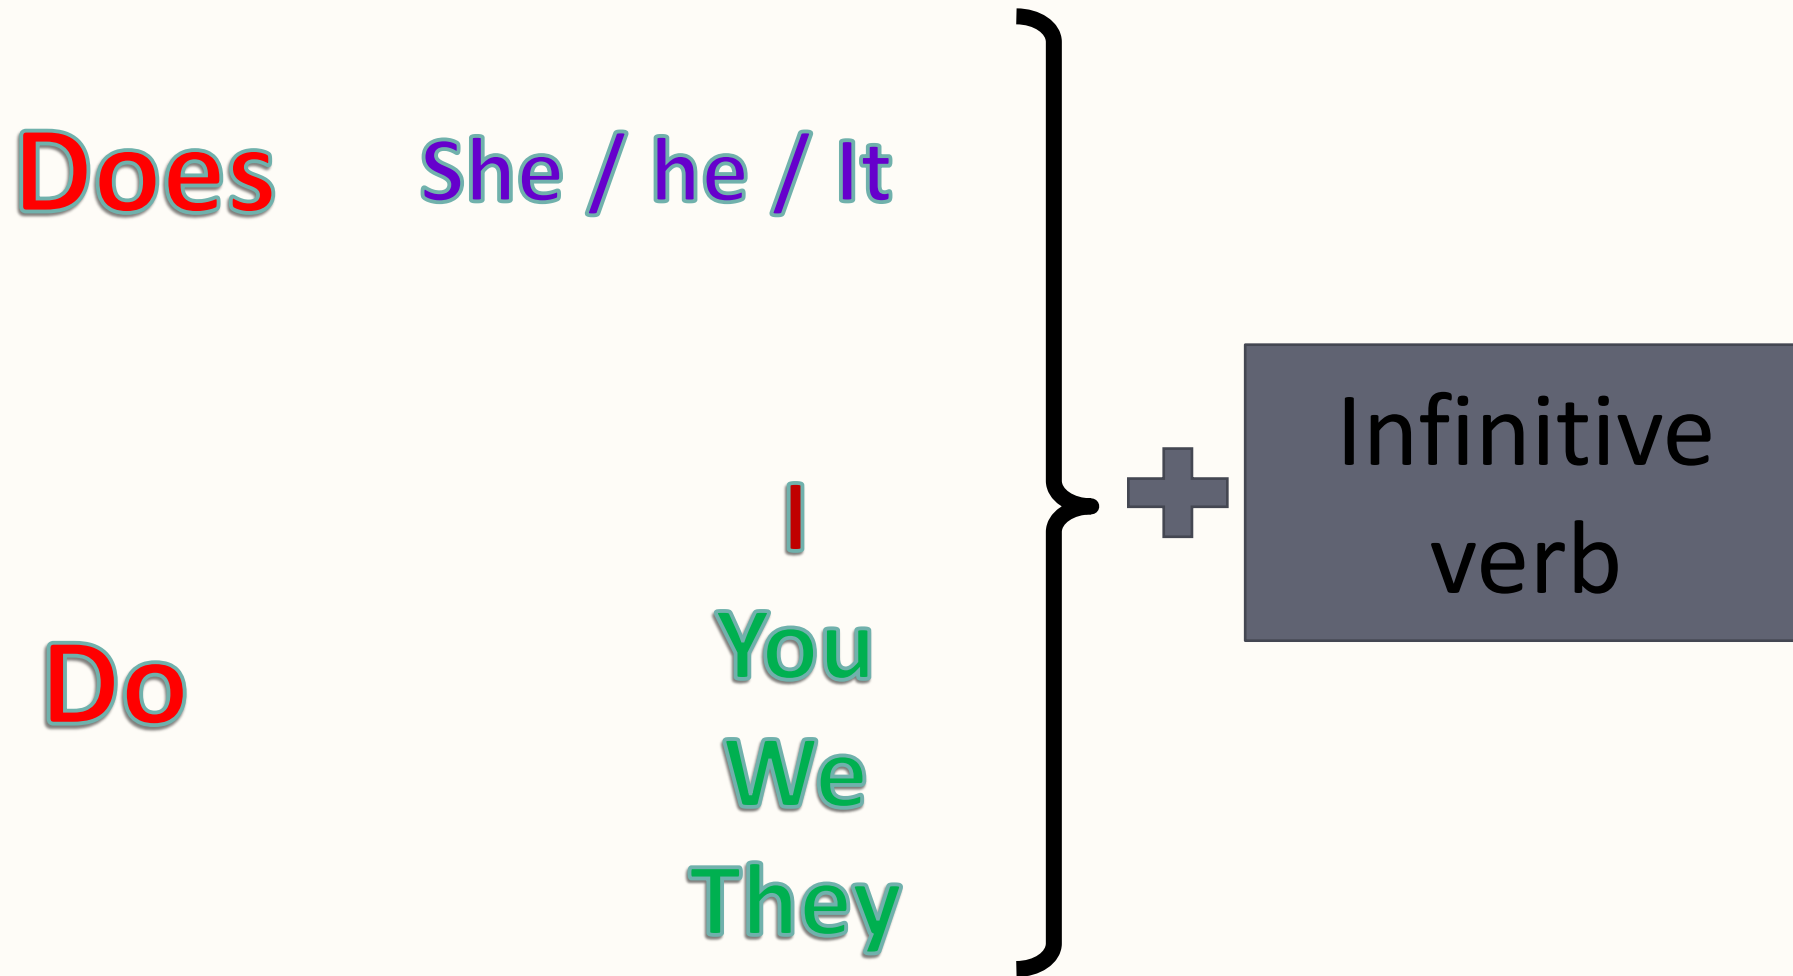 Does She / he / It
I
You
We
They
Do
Infinitive
verb